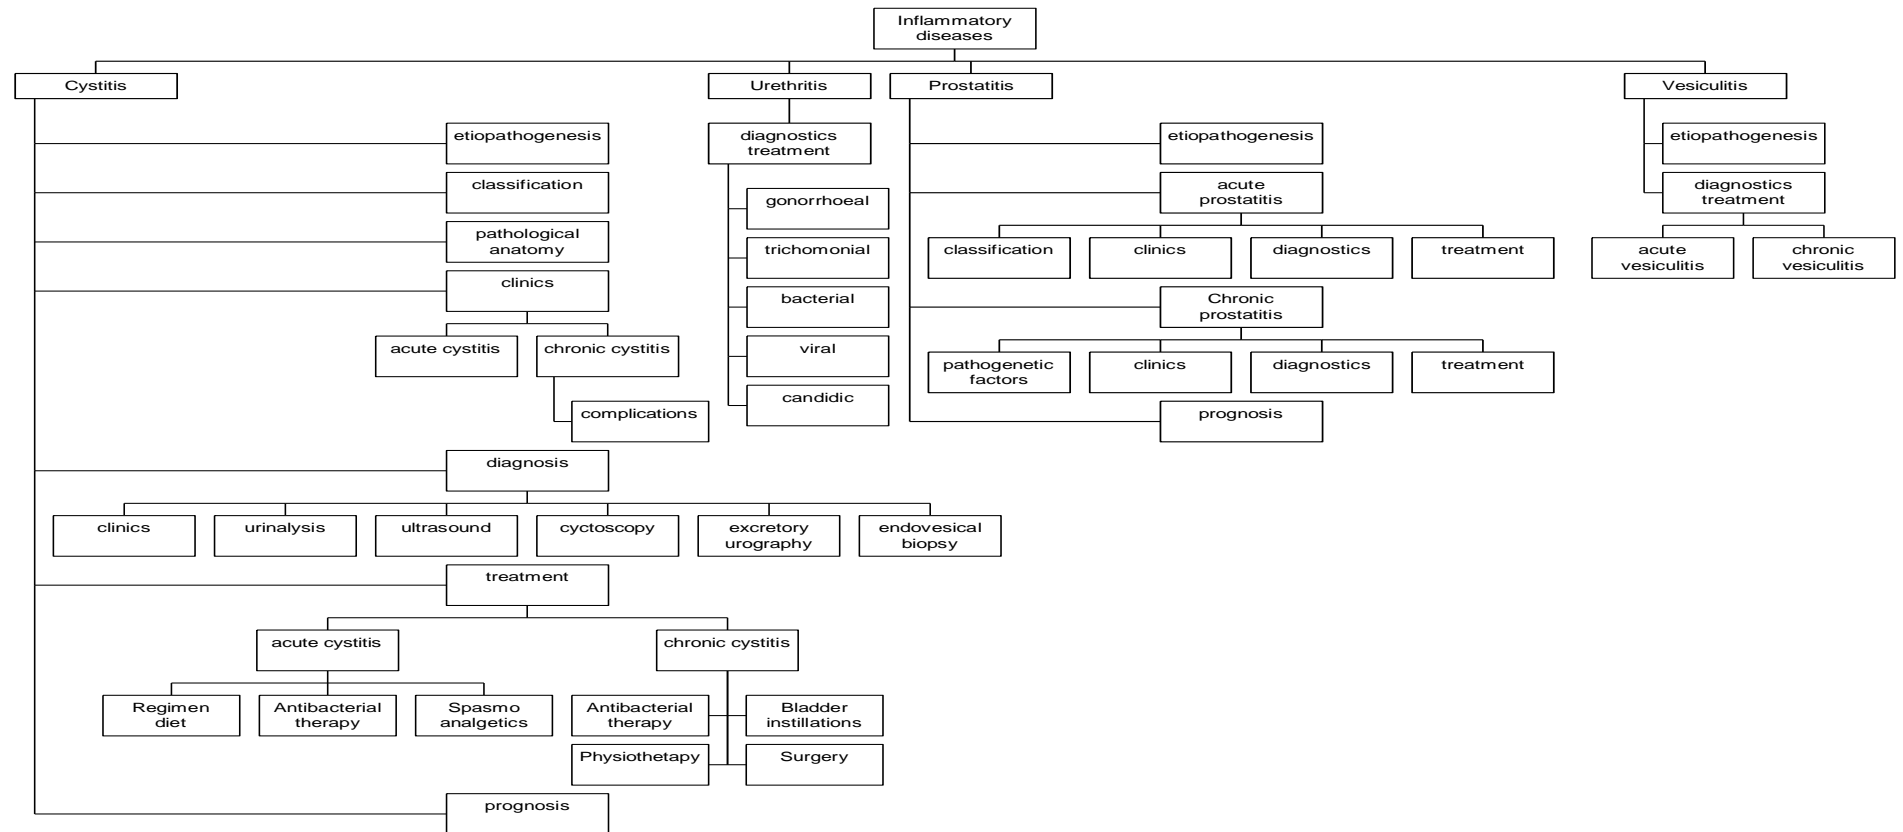 Inflammatory
diseases
Cystitis
Urethritis
Prostatitis
Vesiculitis
etiopathogenesis
classification
pathological
anatomy
clinics
acute cystitis
chronic cystitis
complications
diagnosis
clinics
urinalysis
ultrasound
cyctoscopy
excretory
urography
endovesical
biopsy
treatment
acute cystitis
Regimen
diet
Antibacterial
therapy
Spasmo
analgetics
chronic cystitis
Antibacterial
therapy
Bladder
instillations
Physiothetapy
Surgery
prognosis
diagnostics
treatment
gonorrhoeal
trichomonial
bacterial
viral
candidic
etiopathogenesis
acute
prostatitis
classification
clinics
diagnostics
treatment
Chronic
prostatitis
pathogenetic
factors
clinics
diagnostics
treatment
prognosis
etiopathogenesis
diagnostics
treatment
acute
vesiculitis
chronic
vesiculitis